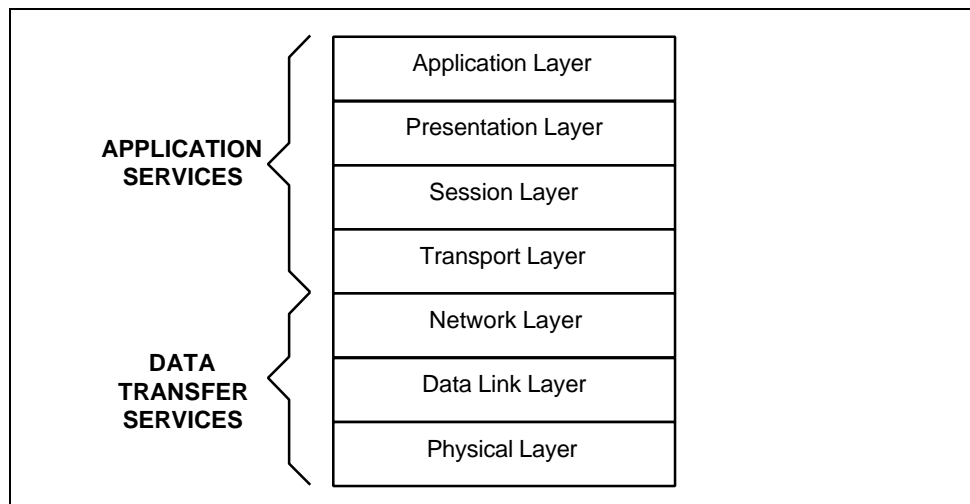 Application Layer
Presentation Layer
APPLICATION
SERVICES
Session Layer
Transport Layer
Network Layer
DATA
TRANSFER
SERVICES
Data Link Layer
Physical Layer